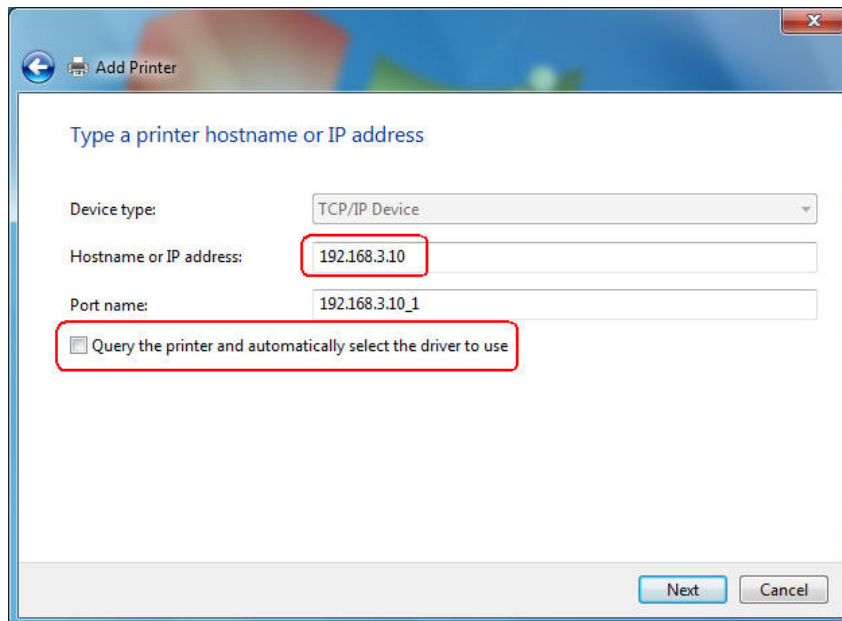 Add Printer
Type a printer hostname or IP address
Device type: TCP/IP Device
Hostname or IP address: 192.168.3.10
Port name: 192.168.3.10_1
Query the printer and automatically select the driver to use
Next Cancel